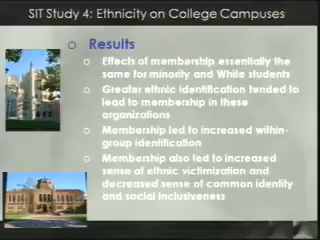 SIT Study 4: Ethnicity on College Campuses
Results
Effects of membership essentially the
same for minority and White students
Greater ethnic identification tended to
lead to membership in these
organizations
Membership led to increased within-
group identification
Membership also led to increased
sense of ethnic victimization and
decreased sense of common identity
and social inclusiveness